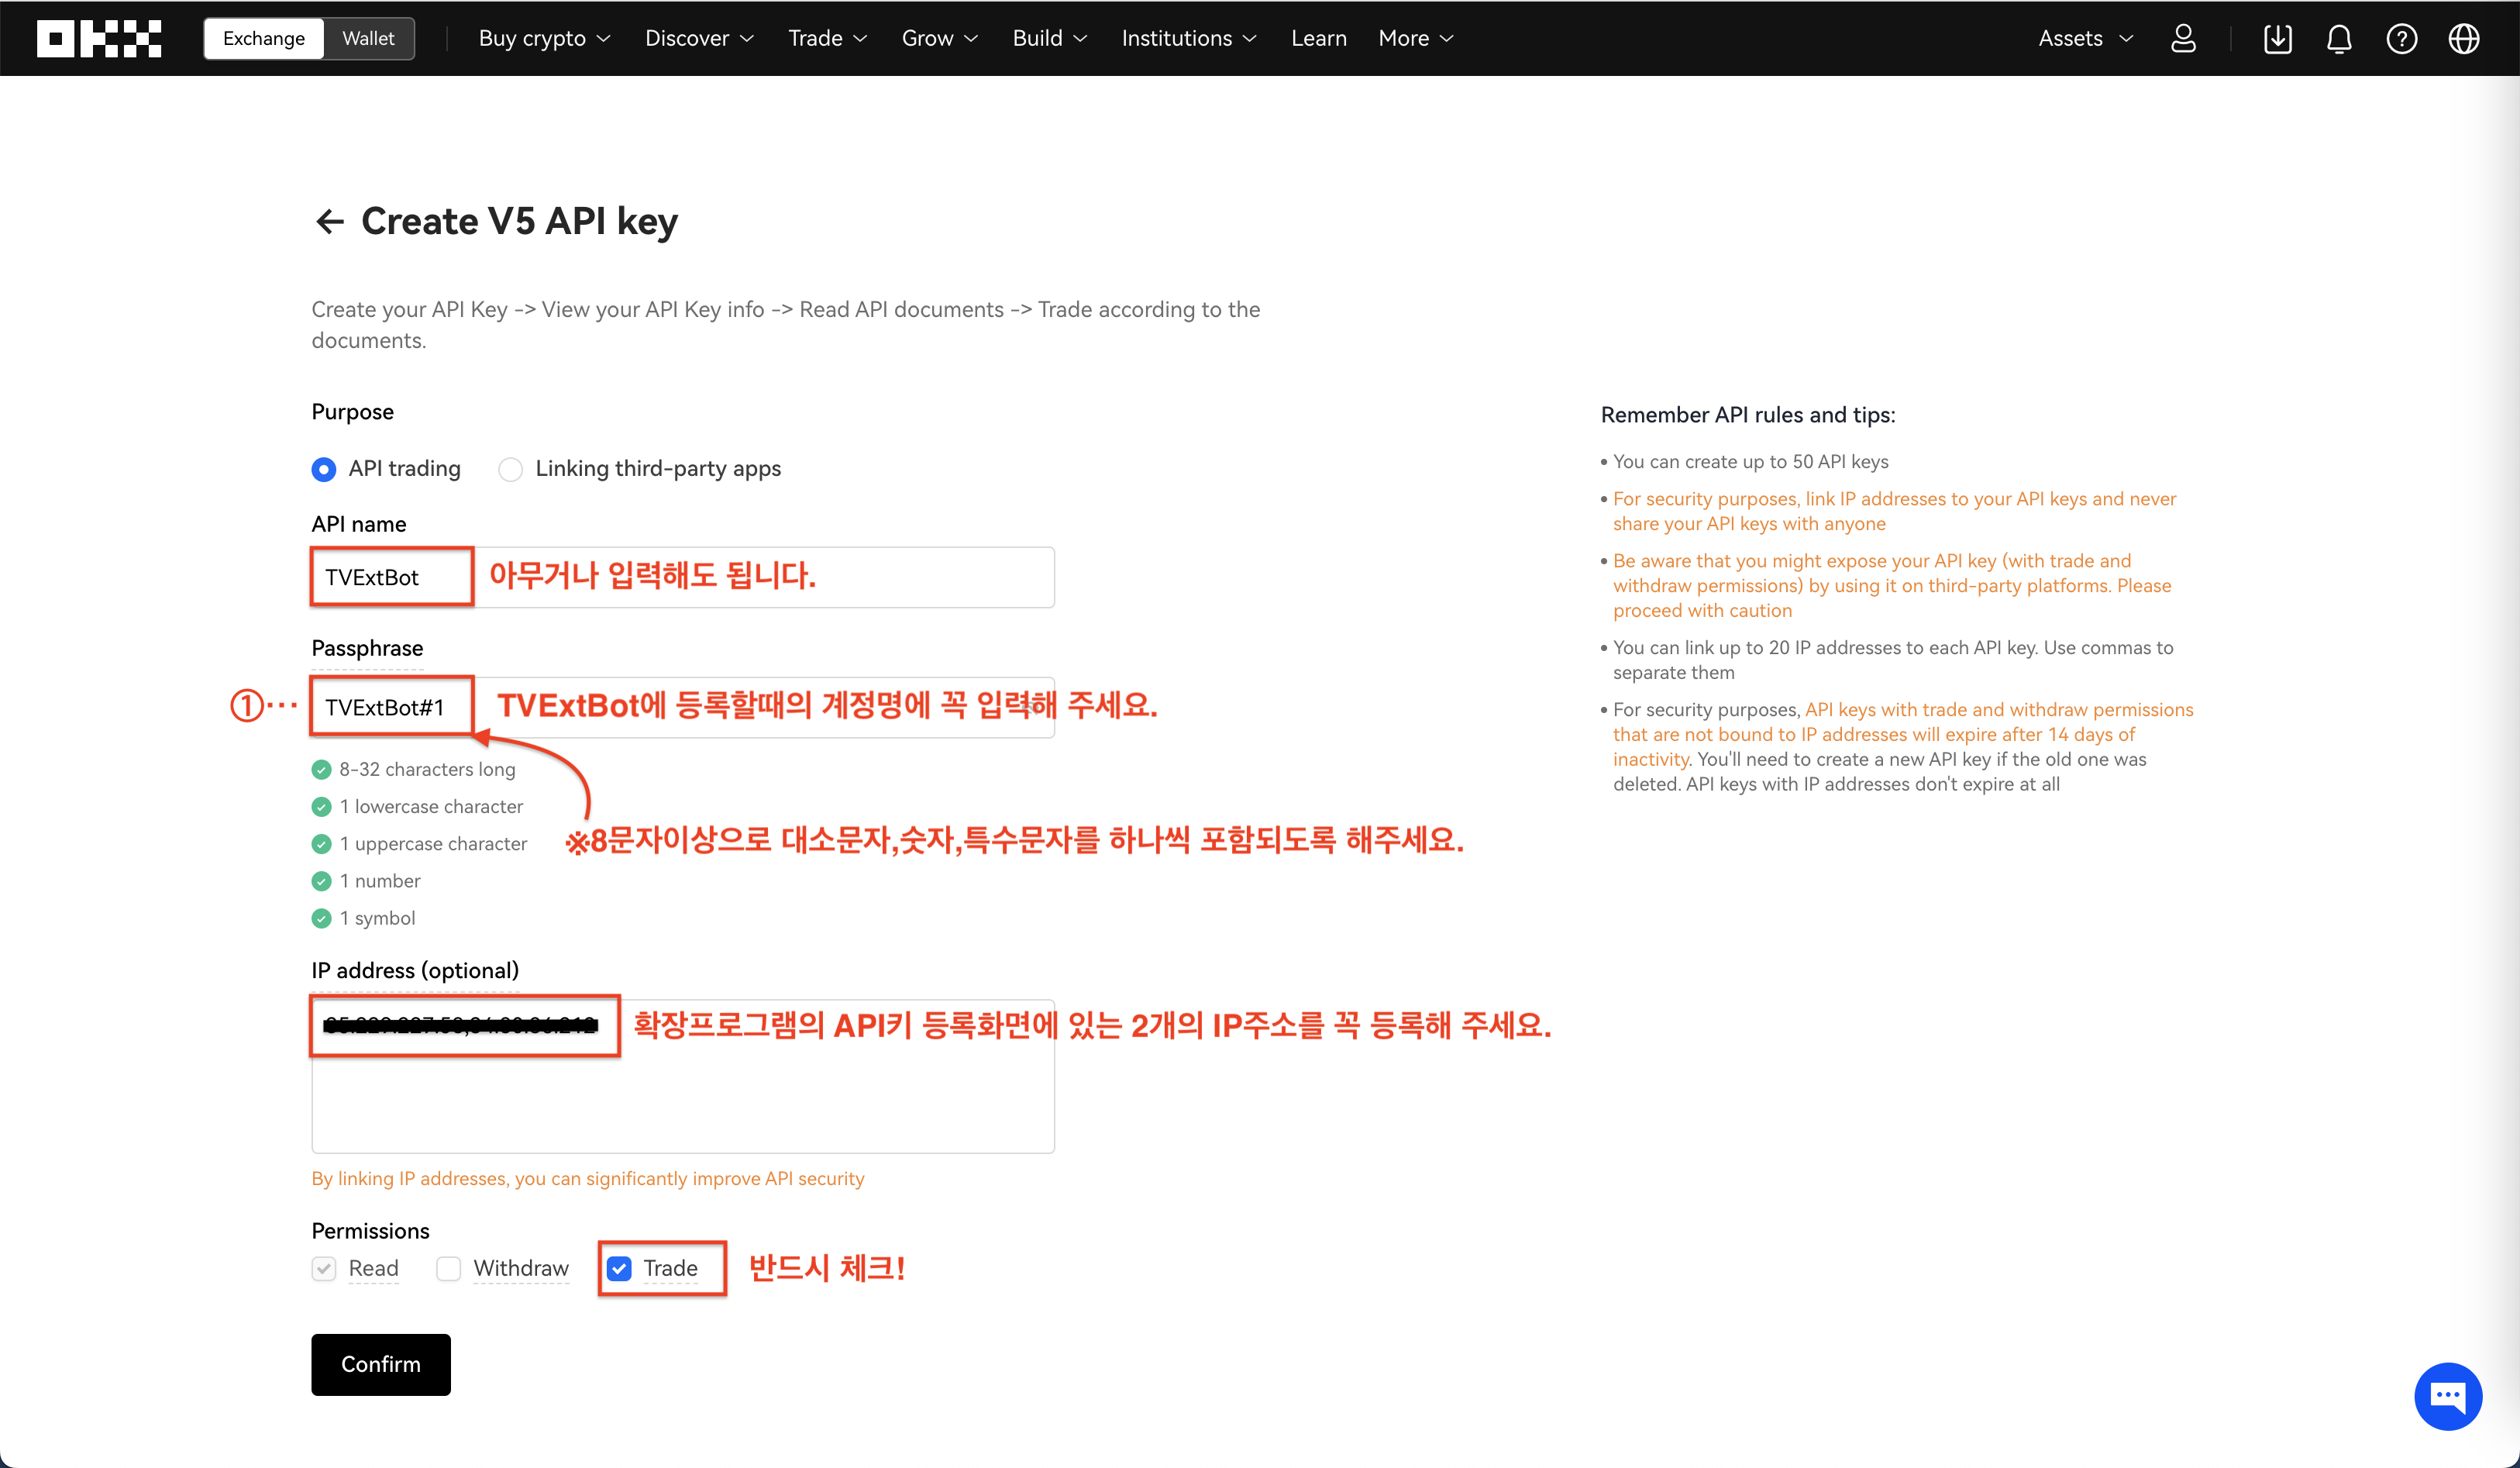 OKX
Exchange Wallet Buy crypto Discover Trade Grow Build Institutions Learn More Assets
Create V5 API key
Create your API Key -> View your API Key info -> Read API documents -> Trade according to the
documents.
Purpose
API trading Linking third-party apps
API name
TVExtBot 아무거나 입력해도 됩니다.
Passphrase
①··· TVExtBot#1 TVExtBot에 등록할때의 계정명에 꼭 입력해 주세요.
8-32 characters long
1 lowercase character
1 uppercase character
※8문자이상으로 대소문자,숫자,특수문자를 하나씩 포함되도록 해주세요.
1 number
1 symbol
IP address (optional)
확장프로그램의 API키 등록화면에 있는 2개의 IP주소를 꼭 등록해 주세요.
By linking IP addresses, you can significantly improve API security
Permissions
Read Withdraw Trade 반드시 체크!
Confirm
Remember API rules and tips:
• You can create up to 50 API keys
• For security purposes, link IP addresses to your API keys and never
share your API keys with anyone
• Be aware that you might expose your API key (with trade and
withdraw permissions) by using it on third-party platforms. Please
proceed with caution
• You can link up to 20 IP addresses to each API key. Use commas to
separate them
• For security purposes, API keys with trade and withdraw permissions
that are not bound to IP addresses will expire after 14 days of
inactivity. You'll need to create a new API key if the old one was
deleted. API keys with IP addresses don't expire at all